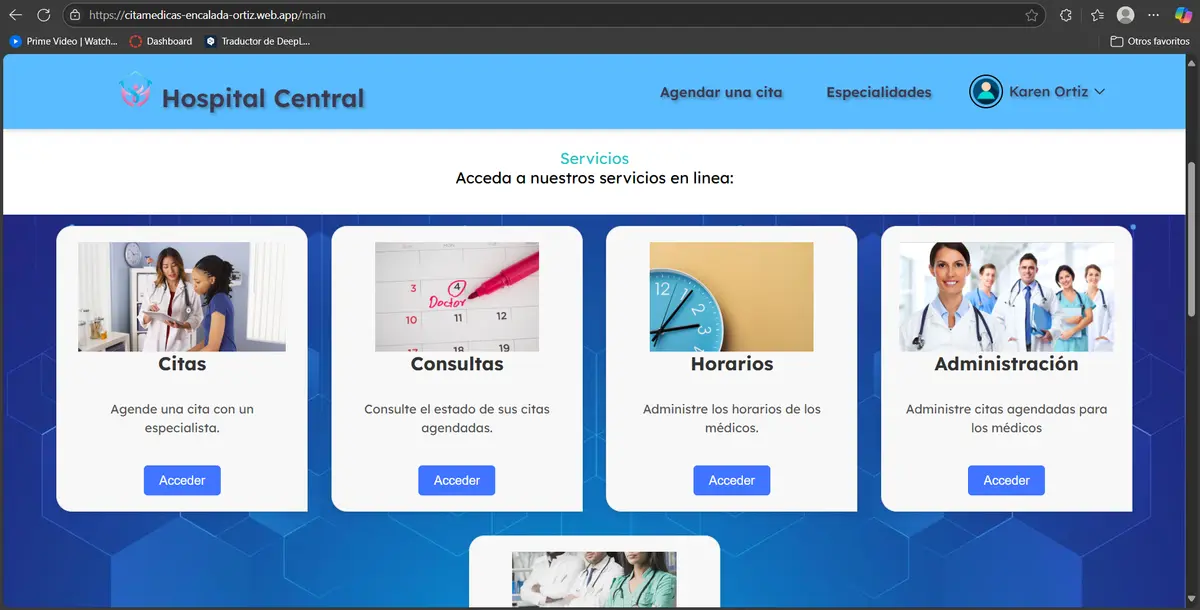 https://citamedicas-encalada-ortiz.web.app/main
Prime Video | Watch... Dashboard Traductor de DeepL... Otros favoritos
Hospital Central Agendar una cita Especialidades Karen Ortiz
Servicios
Acceda a nuestros servicios en linea:
3 4
Doctor
10 11 12
18 19
12
2
3
Citas
Agende una cita con un
especialista.
Acceder
Consultas
Consulte el estado de sus citas
agendadas.
Acceder
Horarios
Administre los horarios de los
médicos.
Acceder
Administración
Administre citas agendadas para
los médicos
Acceder